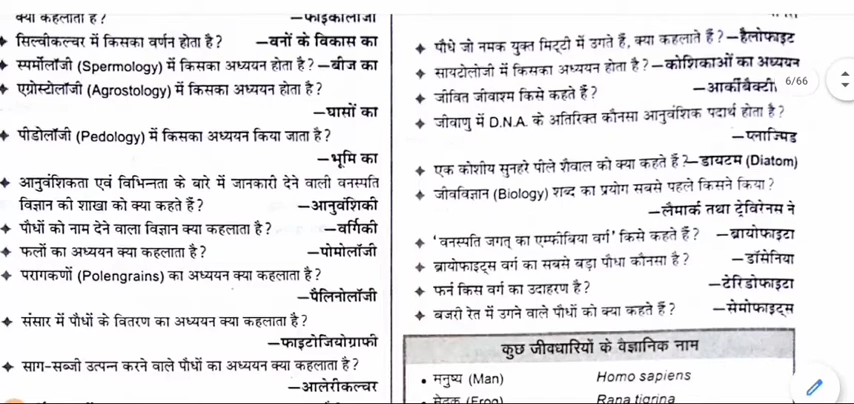 क्या कहलाता है?
—फाइकोलॉजी
सिल्वीकल्चर में किसका वर्णन होता है? —वनों के विकास का
स्पर्मोलॉजी (Spermology) में किसका अध्ययन होता है? —बीज का
एग्रोस्टोलॉजी (Agrostology) में किसका अध्ययन होता है?
—घासों का
पीडोलॉजी (Pedology) में किसका अध्ययन किया जाता है?
—भूमि का
आनुवंशिकता एवं विभिन्नता के बारे में जानकारी देने वाली वनस्पति
विज्ञान की शाखा को क्या कहते हैं? —आनुवंशिकी
पौधों को नाम देने वाला विज्ञान क्या कहलाता है? —वर्गिकी
फलों का अध्ययन क्या कहलाता है? —पोमोलॉजी
परागकणों (Polengrains) का अध्ययन क्या कहलाता है?
—पैलिनोलॉजी
संसार में पौधों के वितरण का अध्ययन क्या कहलाता है?
—फाइटोजियोग्राफी
साग-सब्जी उत्पन्न करने वाले पौधों का अध्ययन क्या कहलाता है?
—आलेरीकल्चर
पौधे जो नमक युक्त मिट्टी में उगते हैं, क्या कहलाते हैं? —हैलोफाइट
सायटोलोजी में किसका अध्ययन होता है? —कोशिकाओं का अध्ययन
जीवित जीवाश्म किसे कहते हैं? —आर्कीबैक्टी
6/66
जीवाणु में D.N.A. के अतिरिक्त कौनसा आनुवंशिक पदार्थ होता है?
—प्लाज्मिड
एक कोशीय सुनहरे पीले शैवाल को क्या कहते हैं?—डायटम (Diatom)
जीवविज्ञान (Biology) शब्द का प्रयोग सबसे पहले किसने किया?
—लैमार्क तथा ट्रेविरेनस ने
‘वनस्पति जगत् का एम्फीबिया वर्ग’ किसे कहते हैं? —ब्रायोफाइटा
ब्रायोफाइट्स वर्ग का सबसे बड़ा पौधा कौनसा है? —डॉसेनिया
फर्न किस वर्ग का उदाहरण है? —टेरिडोफाइटा
बजरी रेत में उगने वाले पौधों को क्या कहते हैं? —सेमोफाइट्स
कुछ जीवधारियों के वैज्ञानिक नाम
• मनुष्य (Man) Homo sapiens
• मेढक (Frog) Rana tigrina